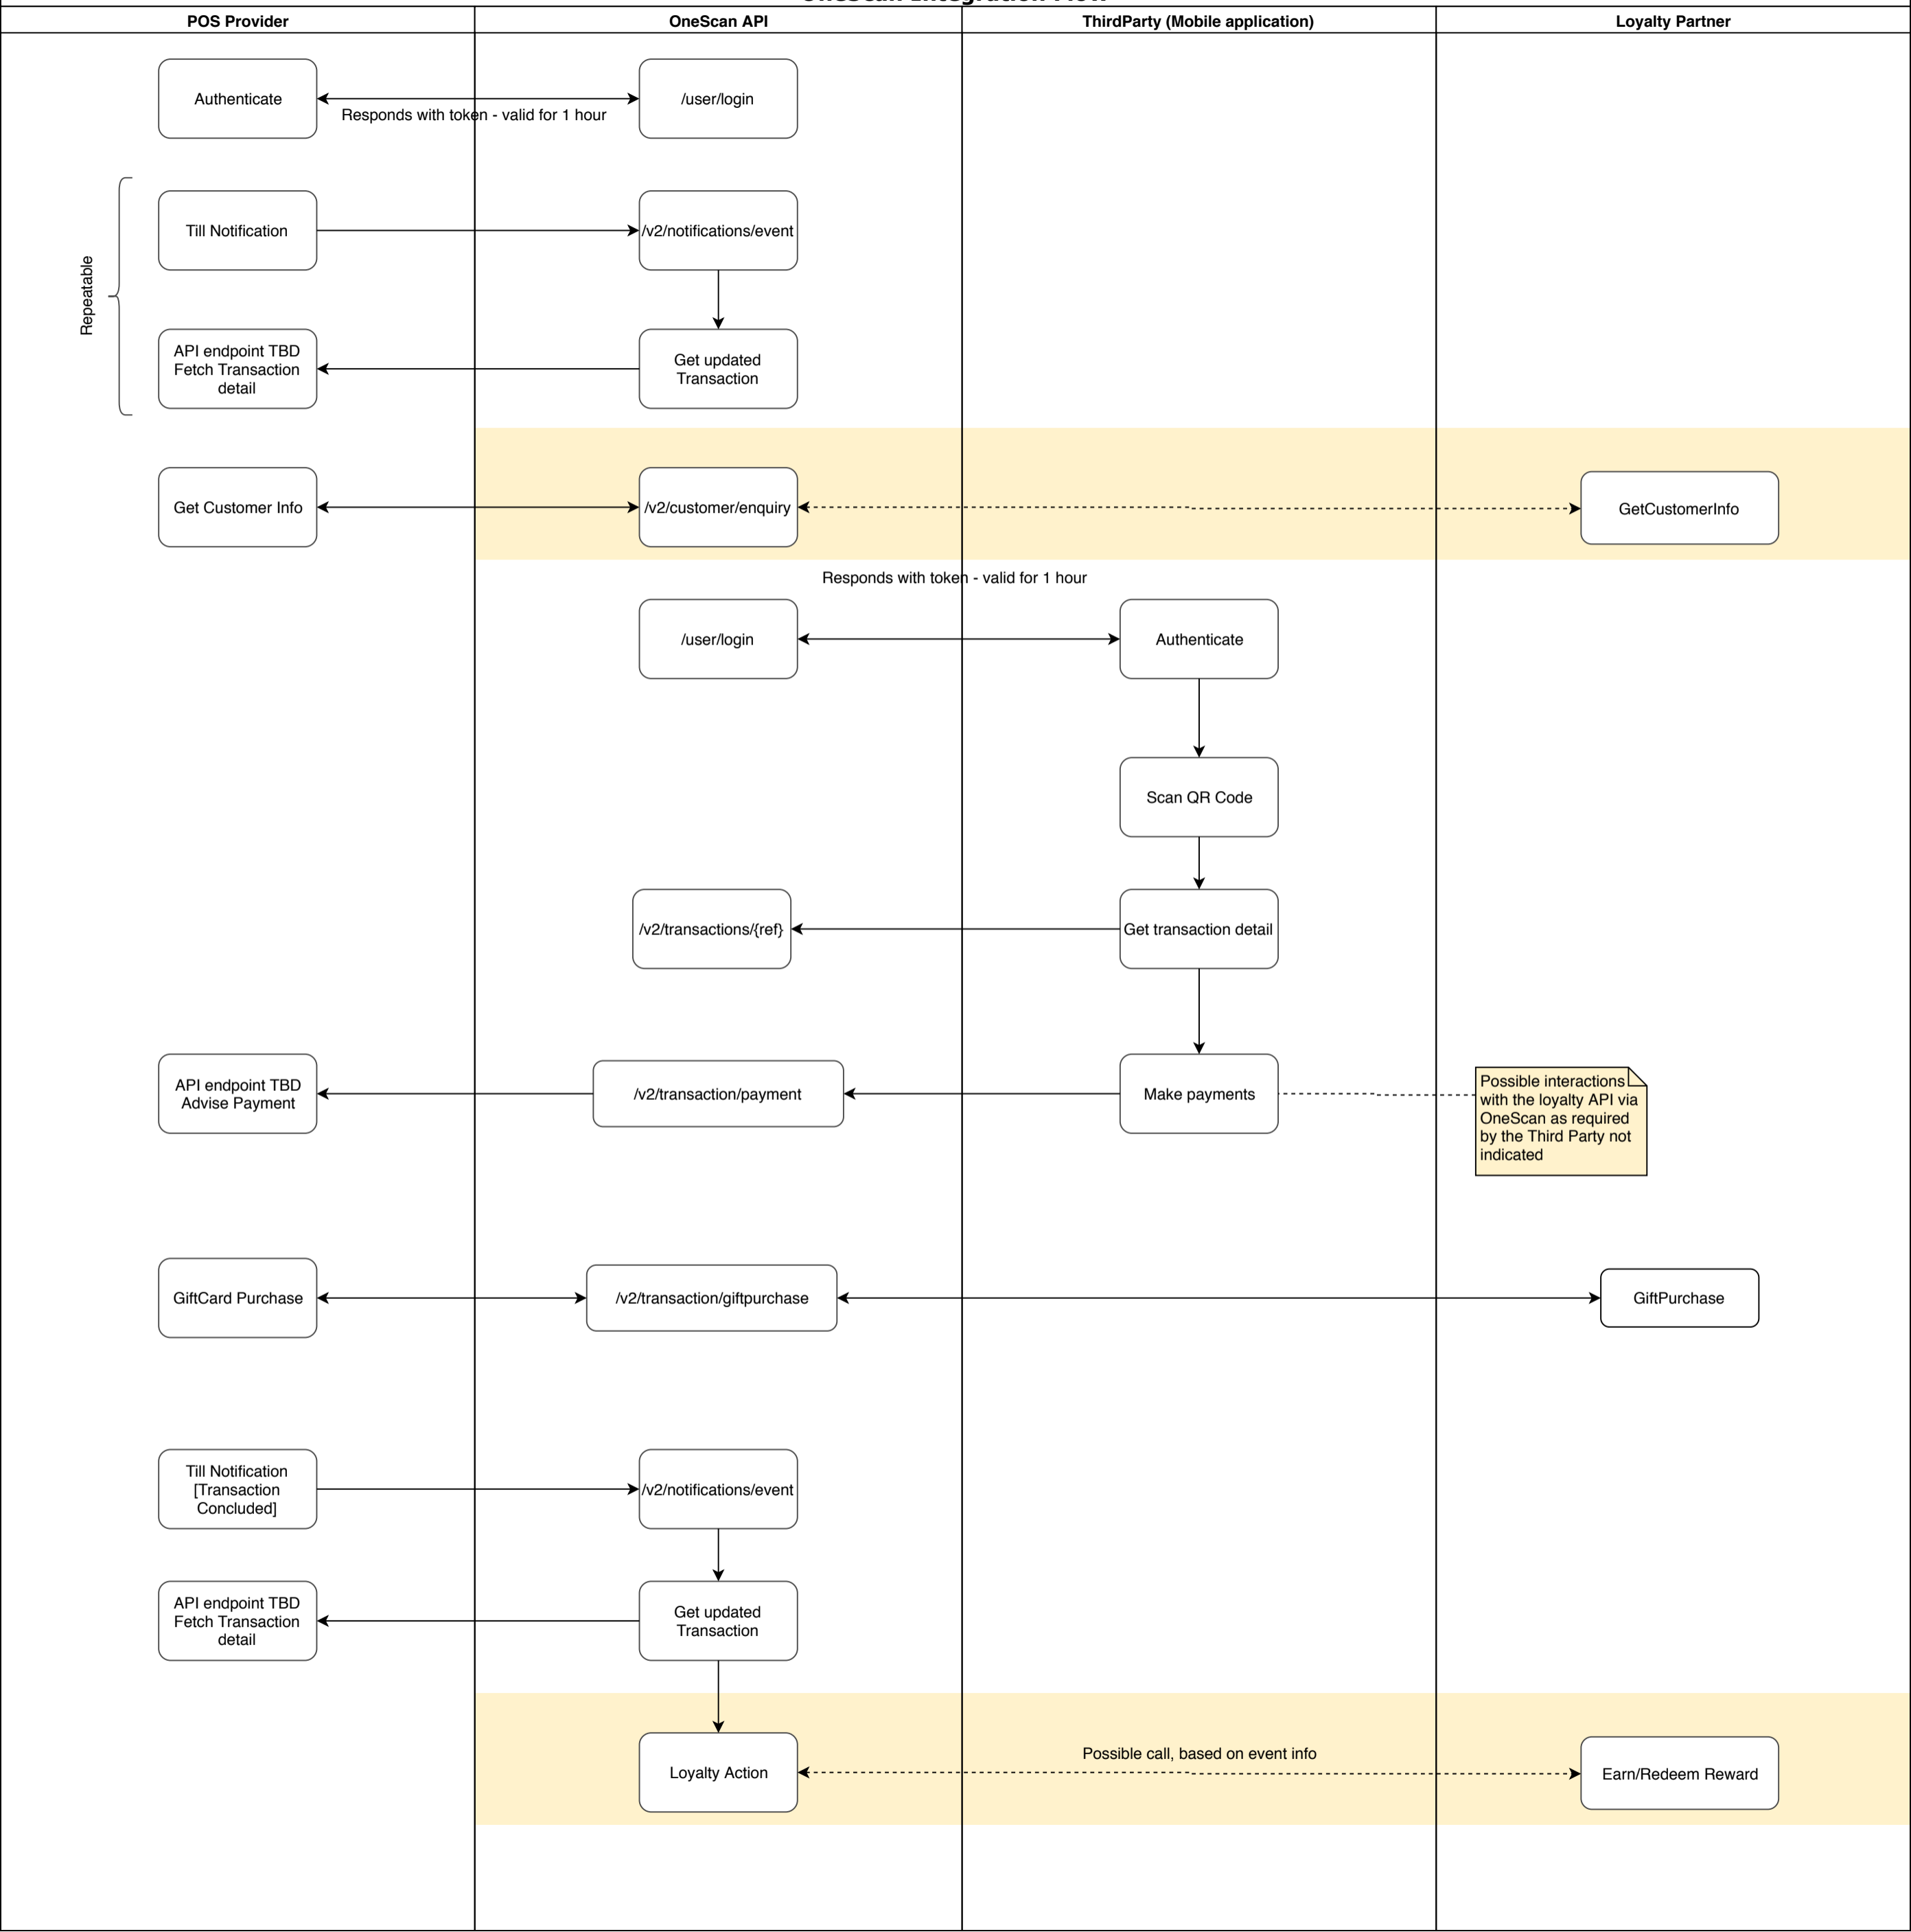 OneScan Integration Flow
POS Provider
OneScan API
ThirdParty (Mobile application)
Loyalty Partner
Authenticate
/user/login
Responds with token - valid for 1 hour
Repeatable
Till Notification
/v2/notifications/event
API endpoint TBD
Fetch Transaction
detail
Get updated
Transaction
Get Customer Info
/v2/customer/enquiry
GetCustomerInfo
Responds with token - valid for 1 hour
/user/login
Authenticate
Scan QR Code
/v2/transactions/{ref}
Get transaction detail
API endpoint TBD
Advise Payment
/v2/transaction/payment
Make payments
Possible interactions
with the loyalty API via
OneScan as required
by the Third Party not
indicated
GiftCard Purchase
/v2/transaction/giftpurchase
GiftPurchase
Till Notification
[Transaction
Concluded]
/v2/notifications/event
API endpoint TBD
Fetch Transaction
detail
Get updated
Transaction
Loyalty Action
Possible call, based on event info
Earn/Redeem Reward